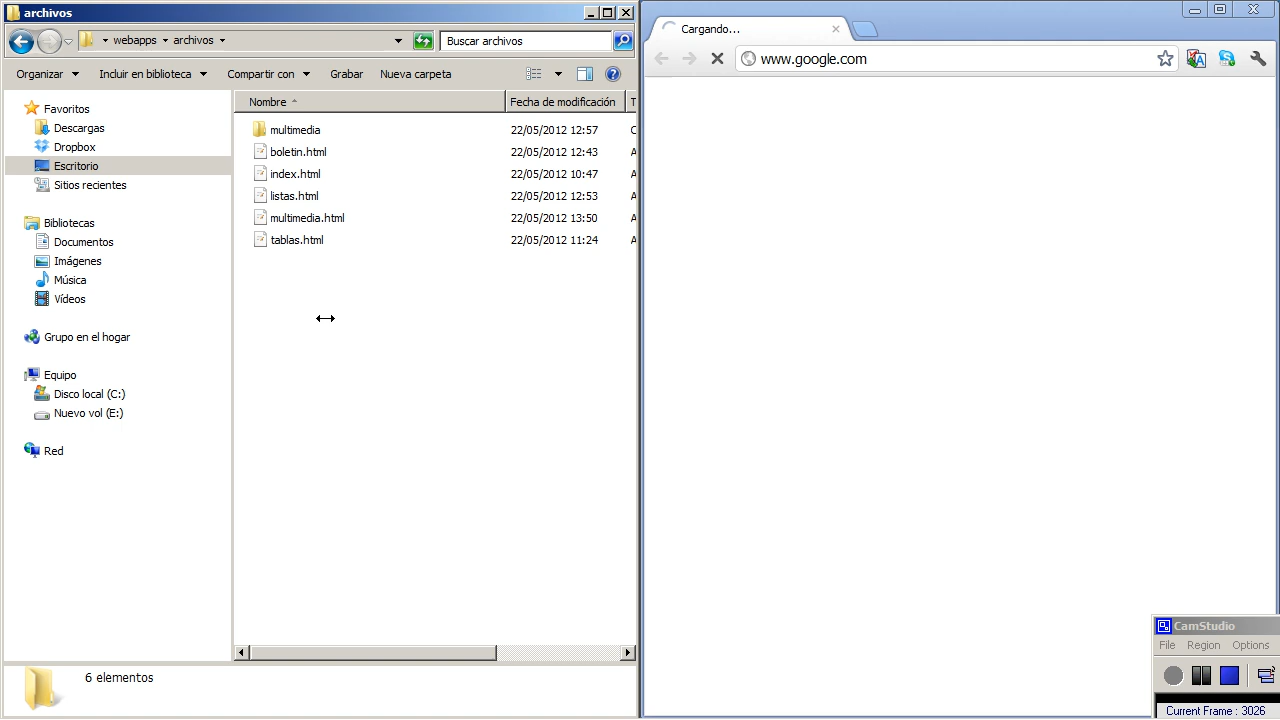 archivos
webapps archivos
Buscar archivos
Organizar Incluir en biblioteca Compartir con Grabar Nueva carpeta
Favoritos
Descargas
Dropbox
Escritorio
Sitios recientes
Bibliotecas
Documentos
Imágenes
Música
Vídeos
Grupo en el hogar
Equipo
Disco local (C:)
Nuevo vol (E:)
Red
Nombre Fecha de modificación T
multimedia 22/05/2012 12:57 C
boletin.html 22/05/2012 12:43 A
index.html 22/05/2012 10:47 A
listas.html 22/05/2012 12:53 A
multimedia.html 22/05/2012 13:50 A
tablas.html 22/05/2012 11:24 A
6 elementos
Cargando...
www.google.com
CamStudio
File Region Options
Current Frame : 3026